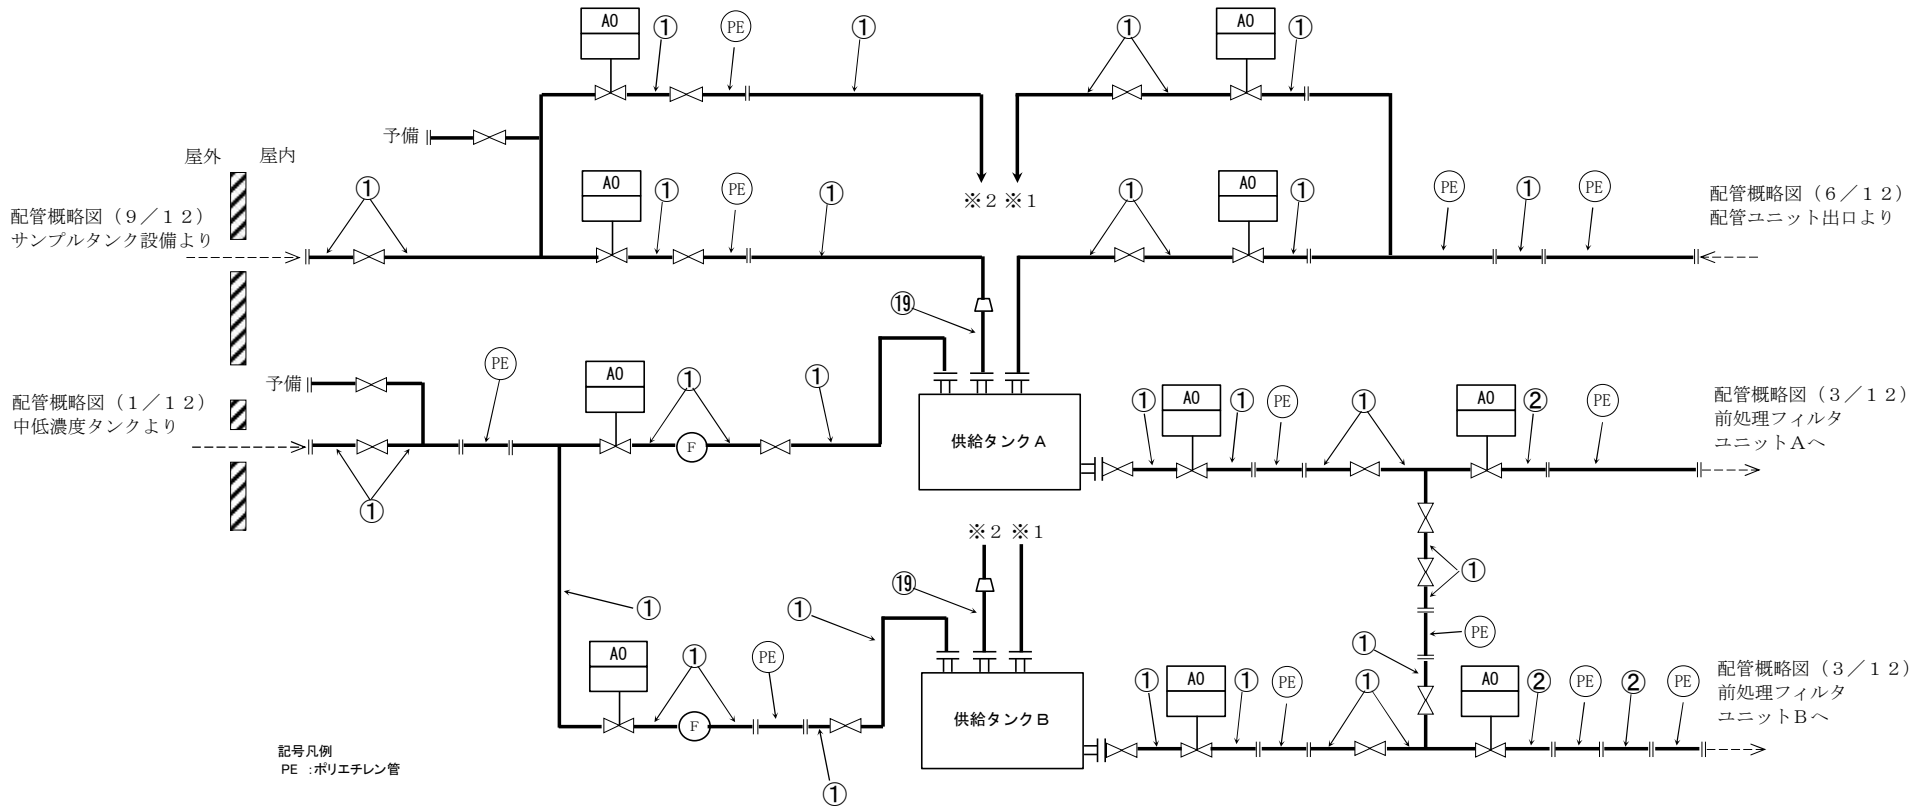 AO ① PE ① ① AO ①
予備
屋外 屋内
① AO ① PE ① ※2 ※1 ① AO ① PE ① PE
配管概略図（9／12）
サンプルタンク設備より
配管概略図（6／12）
配管ユニット出口より
⑲
予備 PE AO ① ①
配管概略図（1／12）
中低濃度タンクより
F
①
供給タンクA
① AO ① PE ① AO ② PE
配管概略図（3／12）
前処理フィルタ
ユニットAへ
※2 ※1
①
① ① ⑲
PE
①
AO ① PE
F
①
供給タンクB
① AO ① PE ① AO ② PE ② PE
配管概略図（3／12）
前処理フィルタ
ユニットBへ
記号凡例
PE ：ポリエチレン管